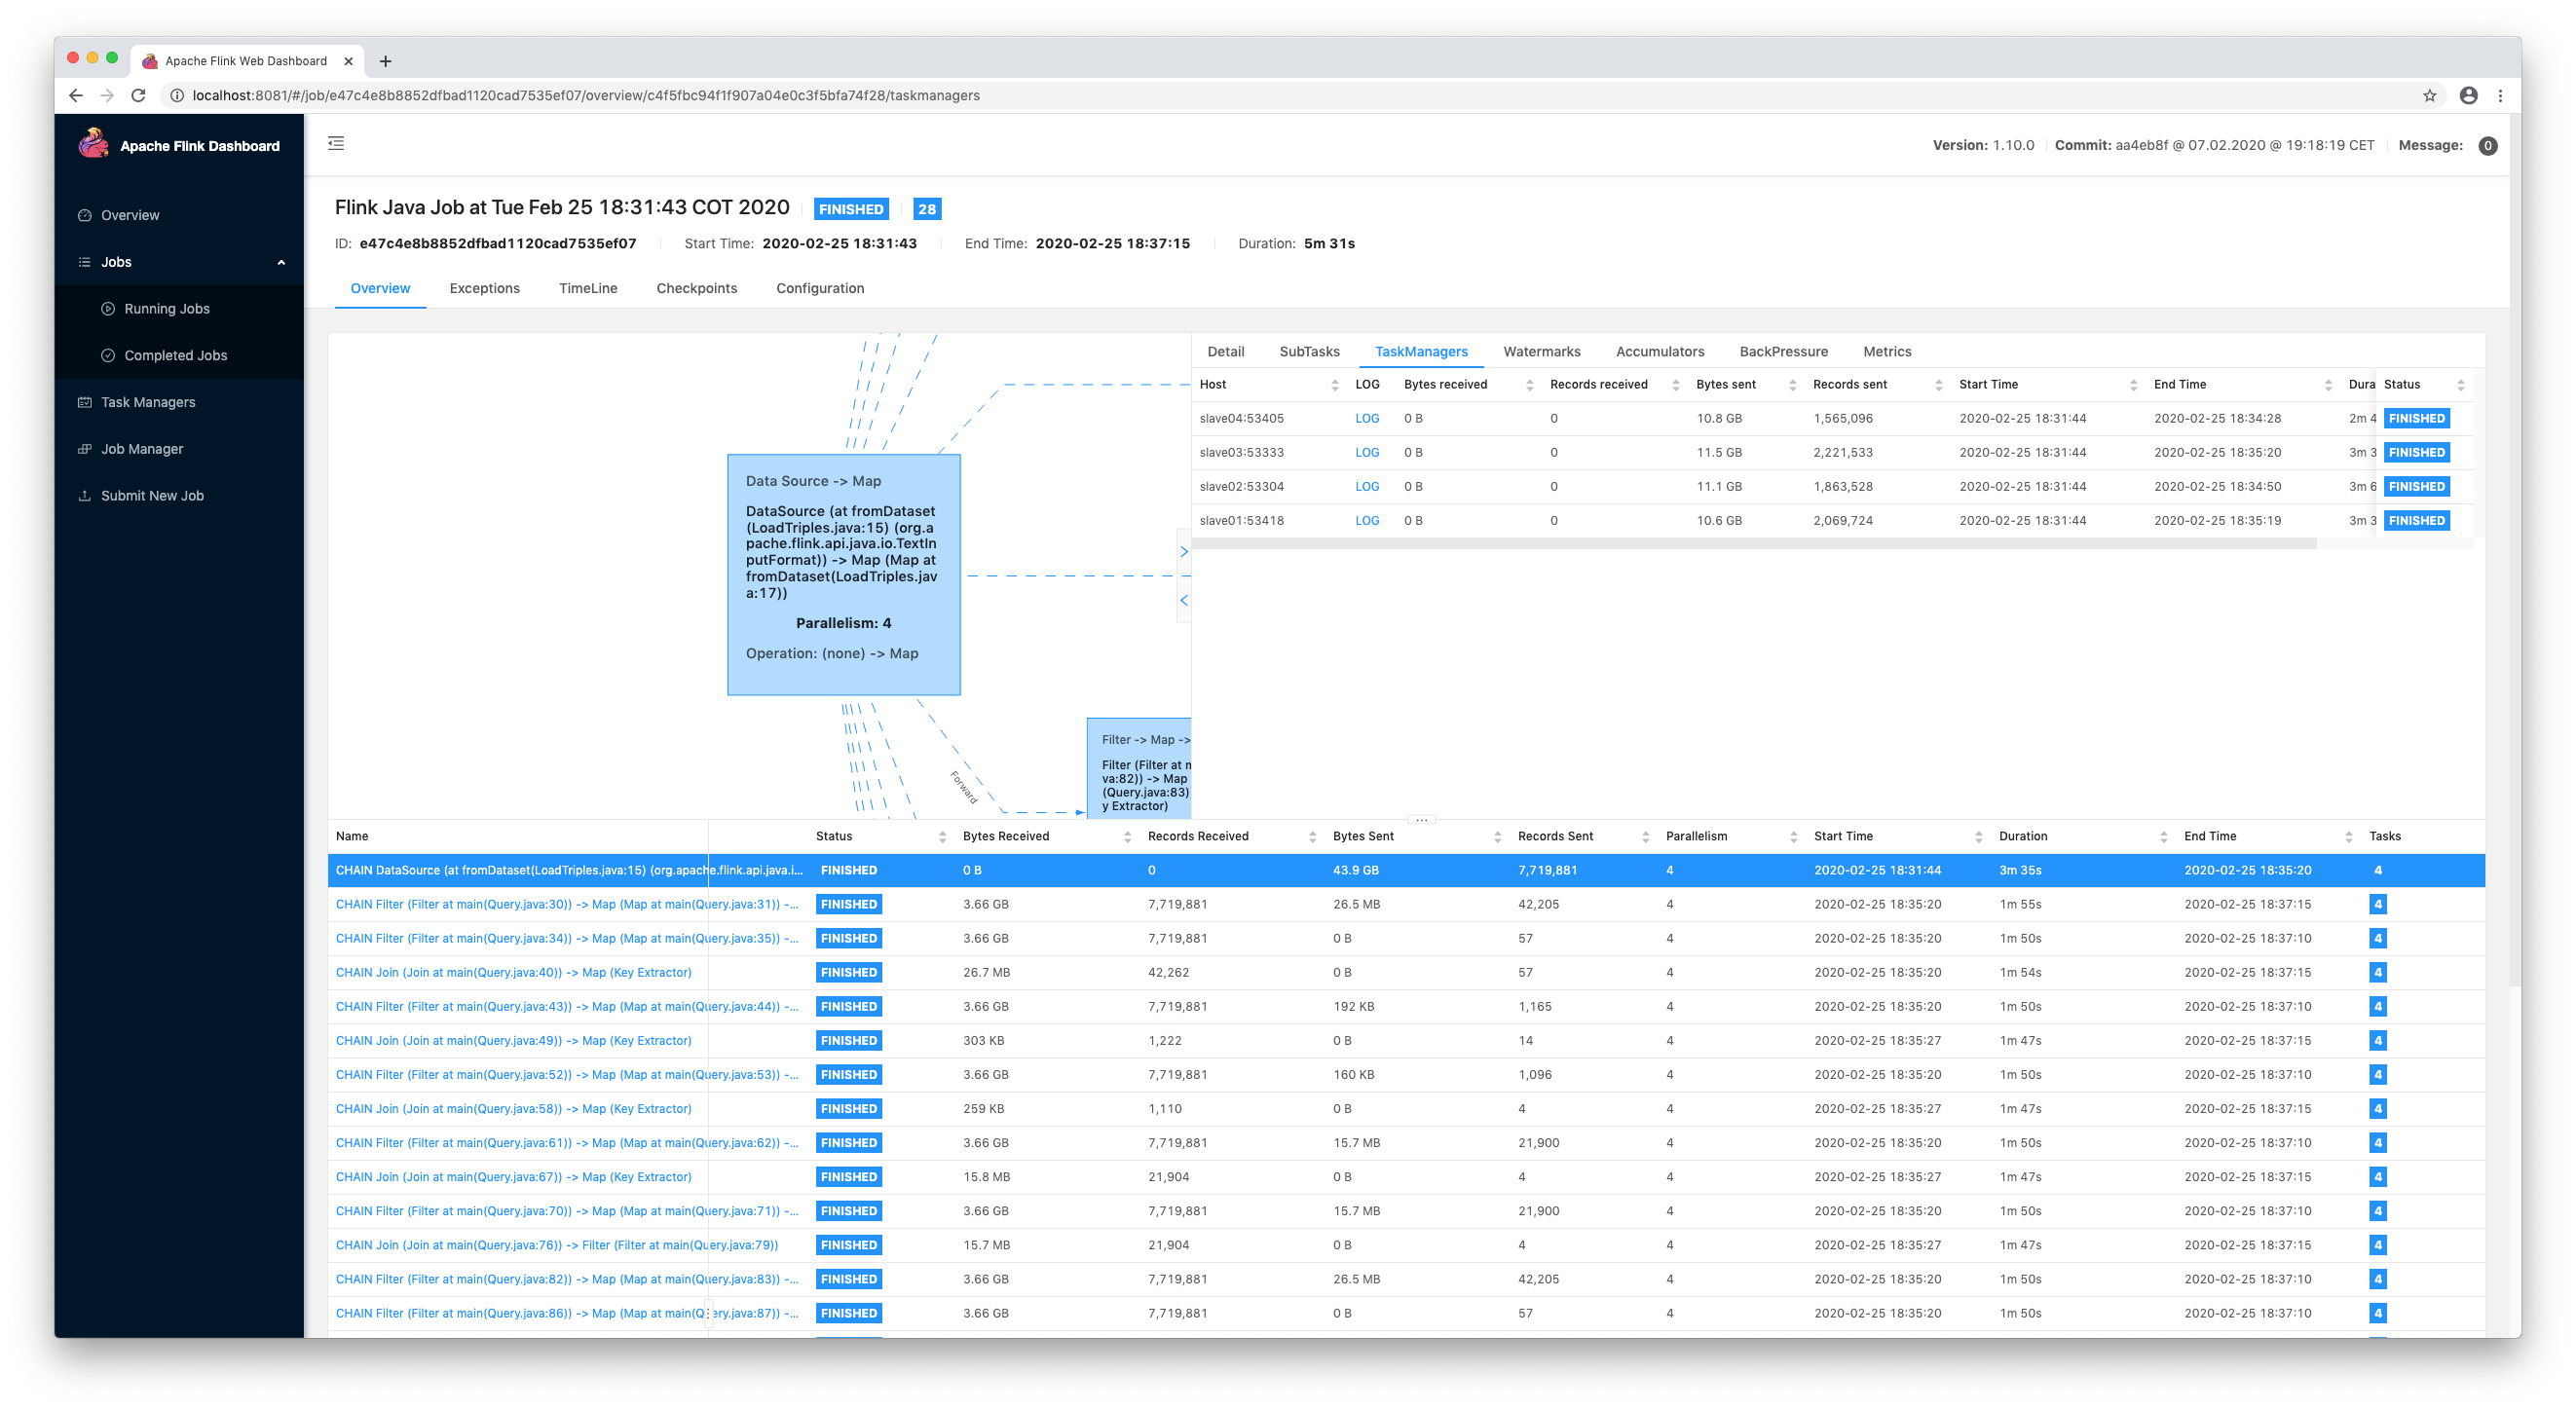 Apache Flink Web Dashboard
localhost:8081/#/job/e47c4e8b8852dfbad1120cad7535ef07/overview/c4f5fbc94f1f907a04e0c3f5bfa74f28/taskmanagers
Apache Flink Dashboard
Version: 1.10.0 Commit: aa4eb8f @ 07.02.2020 @ 19:18:19 CET Message: 0
Overview
Jobs
Running Jobs
Completed Jobs
Task Managers
Job Manager
Submit New Job
Flink Java Job at Tue Feb 25 18:31:43 COT 2020 FINISHED 28
ID: e47c4e8b8852dfbad1120cad7535ef07 Start Time: 2020-02-25 18:31:43 End Time: 2020-02-25 18:37:15 Duration: 5m 31s
Overview Exceptions TimeLine Checkpoints Configuration
Data Source -> Map
DataSource (at fromDataset
(LoadTriples.java:15) (org.a
pache.flink.api.java.io.TextIn
putFormat)) -> Map (Map at
fromDataset(LoadTriples.jav
a:17))
Parallelism: 4
Operation: (none) -> Map
Forward
Filter -> Map ->
Filter (Filter at m
va:82)) -> Map
(Query.java:83)
y Extractor)
Detail SubTasks TaskManagers Watermarks Accumulators BackPressure Metrics
Host LOG Bytes received Records received Bytes sent Records sent Start Time End Time Dura Status
slave04:53405 LOG 0 B 0 10.8 GB 1,565,096 2020-02-25 18:31:44 2020-02-25 18:34:28 2m 4 FINISHED
slave03:53333 LOG 0 B 0 11.5 GB 2,221,533 2020-02-25 18:31:44 2020-02-25 18:35:20 3m 3 FINISHED
slave02:53304 LOG 0 B 0 11.1 GB 1,863,528 2020-02-25 18:31:44 2020-02-25 18:34:50 3m 6 FINISHED
slave01:53418 LOG 0 B 0 10.6 GB 2,069,724 2020-02-25 18:31:44 2020-02-25 18:35:19 3m 3 FINISHED
Name Status Bytes Received Records Received Bytes Sent Records Sent Parallelism Start Time Duration End Time Tasks
CHAIN DataSource (at fromDataset(LoadTriples.java:15) (org.apache.flink.api.java.i... FINISHED 0 B 0 43.9 GB 7,719,881 4 2020-02-25 18:31:44 3m 35s 2020-02-25 18:35:20 4
CHAIN Filter (Filter at main(Query.java:30)) -> Map (Map at main(Query.java:31)) -... FINISHED 3.66 GB 7,719,881 26.5 MB 42,205 4 2020-02-25 18:35:20 1m 55s 2020-02-25 18:37:15 4
CHAIN Filter (Filter at main(Query.java:34)) -> Map (Map at main(Query.java:35)) -... FINISHED 3.66 GB 7,719,881 0 B 57 4 2020-02-25 18:35:20 1m 50s 2020-02-25 18:37:10 4
CHAIN Join (Join at main(Query.java:40)) -> Map (Key Extractor) FINISHED 26.7 MB 42,262 0 B 57 4 2020-02-25 18:35:20 1m 54s 2020-02-25 18:37:15 4
CHAIN Filter (Filter at main(Query.java:43)) -> Map (Map at main(Query.java:44)) -... FINISHED 3.66 GB 7,719,881 192 KB 1,165 4 2020-02-25 18:35:20 1m 50s 2020-02-25 18:37:10 4
CHAIN Join (Join at main(Query.java:49)) -> Map (Key Extractor) FINISHED 303 KB 1,222 0 B 14 4 2020-02-25 18:35:27 1m 47s 2020-02-25 18:37:15 4
CHAIN Filter (Filter at main(Query.java:52)) -> Map (Map at main(Query.java:53)) -... FINISHED 3.66 GB 7,719,881 160 KB 1,096 4 2020-02-25 18:35:20 1m 50s 2020-02-25 18:37:10 4
CHAIN Join (Join at main(Query.java:58)) -> Map (Key Extractor) FINISHED 259 KB 1,110 0 B 4 4 2020-02-25 18:35:27 1m 47s 2020-02-25 18:37:15 4
CHAIN Filter (Filter at main(Query.java:61)) -> Map (Map at main(Query.java:62)) -... FINISHED 3.66 GB 7,719,881 15.7 MB 21,900 4 2020-02-25 18:35:20 1m 50s 2020-02-25 18:37:10 4
CHAIN Join (Join at main(Query.java:67)) -> Map (Key Extractor) FINISHED 15.8 MB 21,904 0 B 4 4 2020-02-25 18:35:27 1m 47s 2020-02-25 18:37:15 4
CHAIN Filter (Filter at main(Query.java:70)) -> Map (Map at main(Query.java:71)) -... FINISHED 3.66 GB 7,719,881 15.7 MB 21,900 4 2020-02-25 18:35:20 1m 50s 2020-02-25 18:37:10 4
CHAIN Join (Join at main(Query.java:76)) -> Filter (Filter at main(Query.java:79)) FINISHED 15.7 MB 21,904 0 B 4 4 2020-02-25 18:35:27 1m 47s 2020-02-25 18:37:15 4
CHAIN Filter (Filter at main(Query.java:82)) -> Map (Map at main(Query.java:83)) -... FINISHED 3.66 GB 7,719,881 26.5 MB 42,205 4 2020-02-25 18:35:20 1m 50s 2020-02-25 18:37:10 4
CHAIN Filter (Filter at main(Query.java:86)) -> Map (Map at main(Query.java:87)) -... FINISHED 3.66 GB 7,719,881 0 B 57 4 2020-02-25 18:35:20 1m 50s 2020-02-25 18:37:10 4